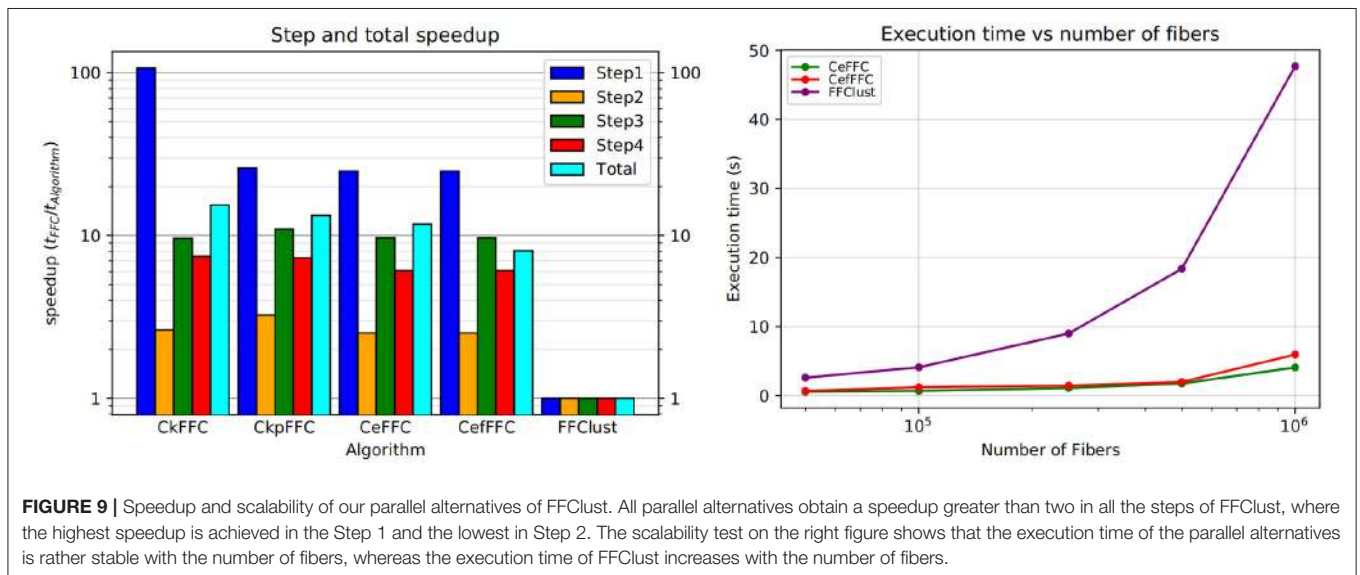 Step and total speedup
100
10
1
speedup (tFFC/tAlgorithm)
Step1
Step2
Step3
Step4
Total
100
10
1
CkFFC CkpFFC CeFFC CefFFC FFClust
Algorithm
Execution time vs number of fibers
50
40
30
20
10
0
Execution time (s)
CeFFC
CefFFC
FFClust
10⁵ 10⁶
Number of Fibers
FIGURE 9 | Speedup and scalability of our parallel alternatives of FFClust. All parallel alternatives obtain a speedup greater than two in all the steps of FFClust, where
the highest speedup is achieved in the Step 1 and the lowest in Step 2. The scalability test on the right figure shows that the execution time of the parallel alternatives
is rather stable with the number of fibers, whereas the execution time of FFClust increases with the number of fibers.